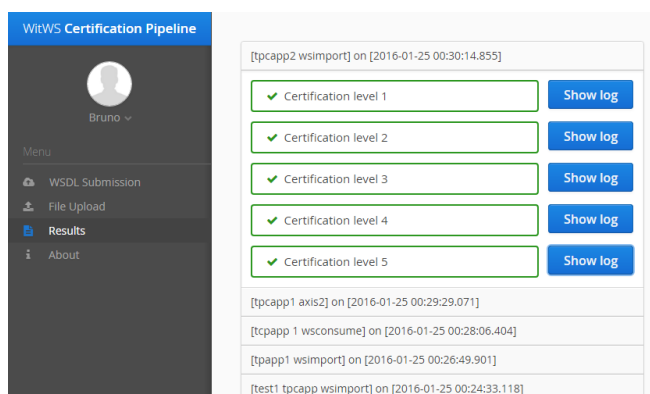 WitWS Certification Pipeline
Bruno
Menu
WSDL Submission
File Upload
Results
About
[tpcapp2 wsimport] on [2016-01-25 00:30:14.855]
Certification level 1 Show log
Certification level 2 Show log
Certification level 3 Show log
Certification level 4 Show log
Certification level 5 Show log
[tpcapp1 axis2] on [2016-01-25 00:29:29.071]
[tcpapp 1 wsconsume] on [2016-01-25 00:28:06.404]
[tpapp1 wsimport] on [2016-01-25 00:26:49.901]
[test1 tpcapp wsimport] on [2016-01-25 00:24:33.118]